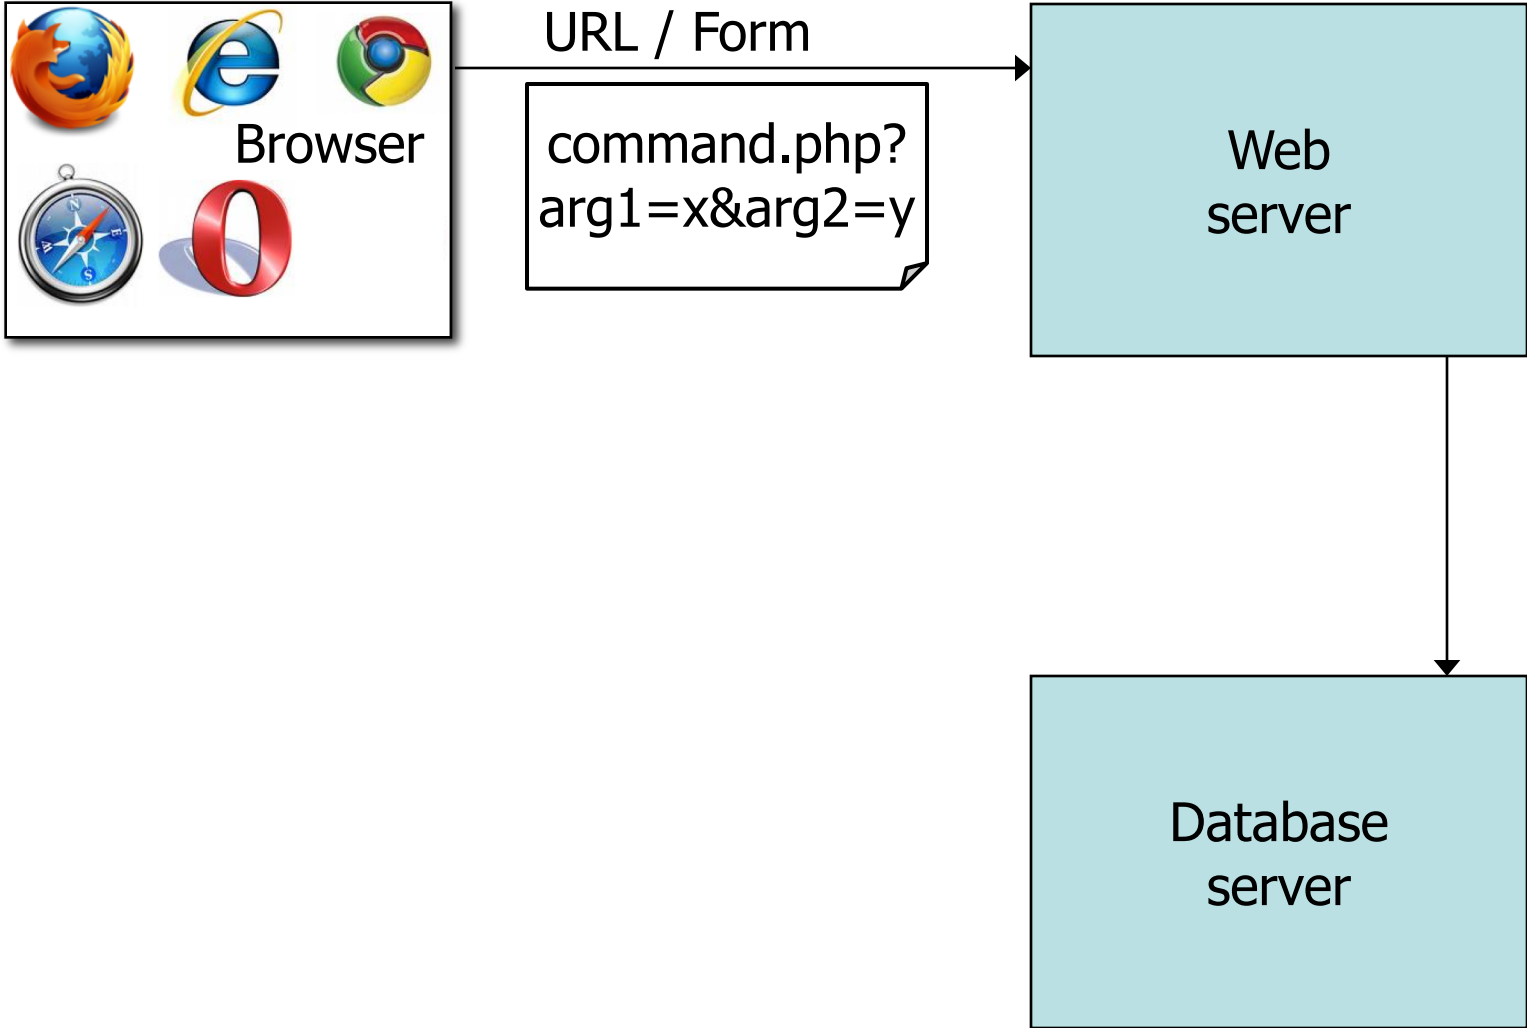 URL / Form
Browser
command.php?
arg1=x&arg2=y
Web
server
Database
server